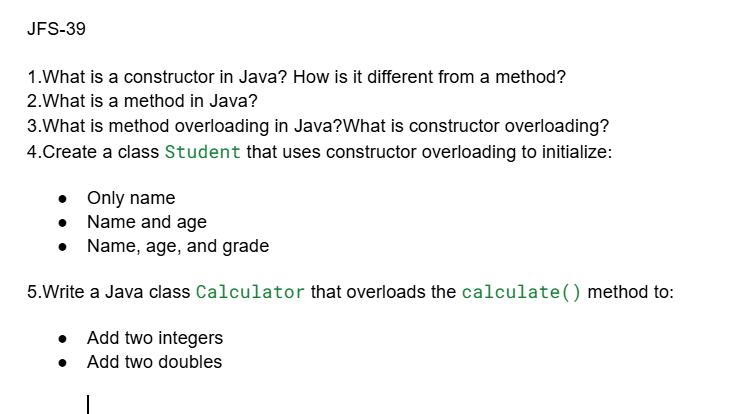 JFS-39
1.What is a constructor in Java? How is it different from a method?
2.What is a method in Java?
3.What is method overloading in Java?What is constructor overloading?
4.Create a class Student that uses constructor overloading to initialize:
● Only name
● Name and age
● Name, age, and grade
5.Write a Java class Calculator that overloads the calculate() method to:
● Add two integers
● Add two doubles